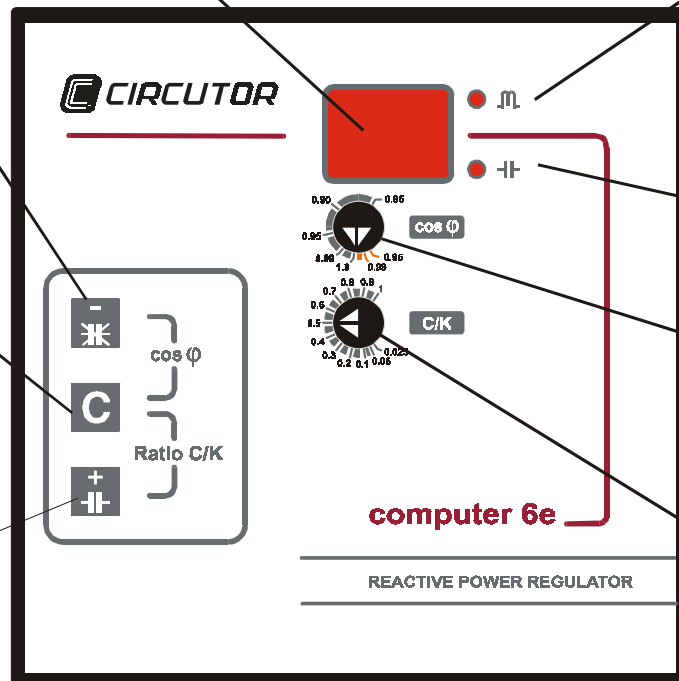 CIRCUTOR
0.90 0.85
0.95 cos φ
1.0 0.98 0.95
0.7 0.8 0.9 1
0.6
0.5 C/K
0.4
0.3 0.2 0.1 0.05 0.025
-
cos φ
C
Ratio C/K
+
computer 6e
REACTIVE POWER REGULATOR